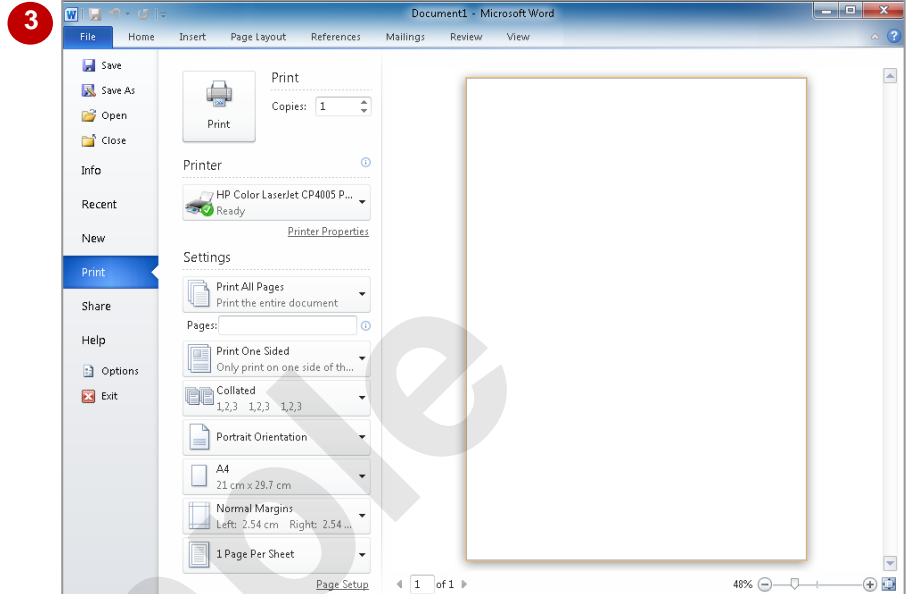 3
Document1 - Microsoft Word
File Home Insert Page Layout References Mailings Review View
Save
Save As
Open
Close
Info
Recent
New
Print
Share
Help
Options
Exit
Print
Print
Copies: 1
Printer
HP Color LaserJet CP4005 P...
Ready
Printer Properties
Settings
Print All Pages
Print the entire document
Pages:
Print One Sided
Only print on one side of th...
Collated
1,2,3 1,2,3 1,2,3
Portrait Orientation
A4
21 cm x 29.7 cm
Normal Margins
Left: 2.54 cm Right: 2.54 ...
1 Page Per Sheet
Page Setup
1 of 1
48%